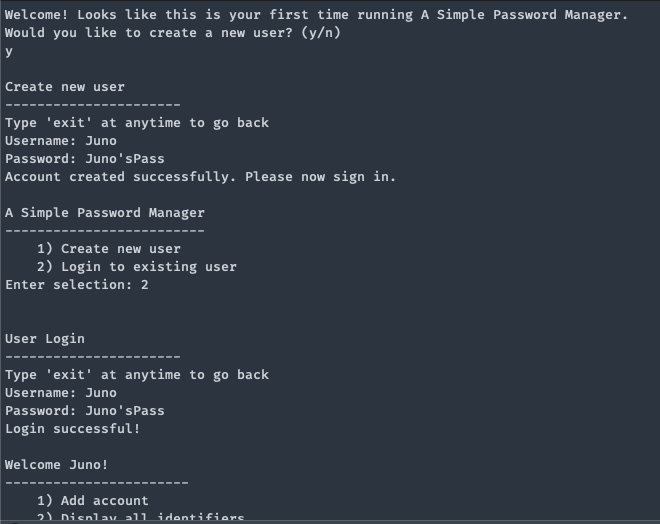 Welcome! Looks like this is your first time running A Simple Password Manager.
Would you like to create a new user? (y/n)
y
Create new user
----------------------
Type 'exit' at anytime to go back
Username: Juno
Password: Juno'sPass
Account created successfully. Please now sign in.
A Simple Password Manager
-------------------------
    1) Create new user
    2) Login to existing user
Enter selection: 2
User Login
----------------------
Type 'exit' at anytime to go back
Username: Juno
Password: Juno'sPass
Login successful!
Welcome Juno!
-----------------------
    1) Add account
    2) Display all identifiers